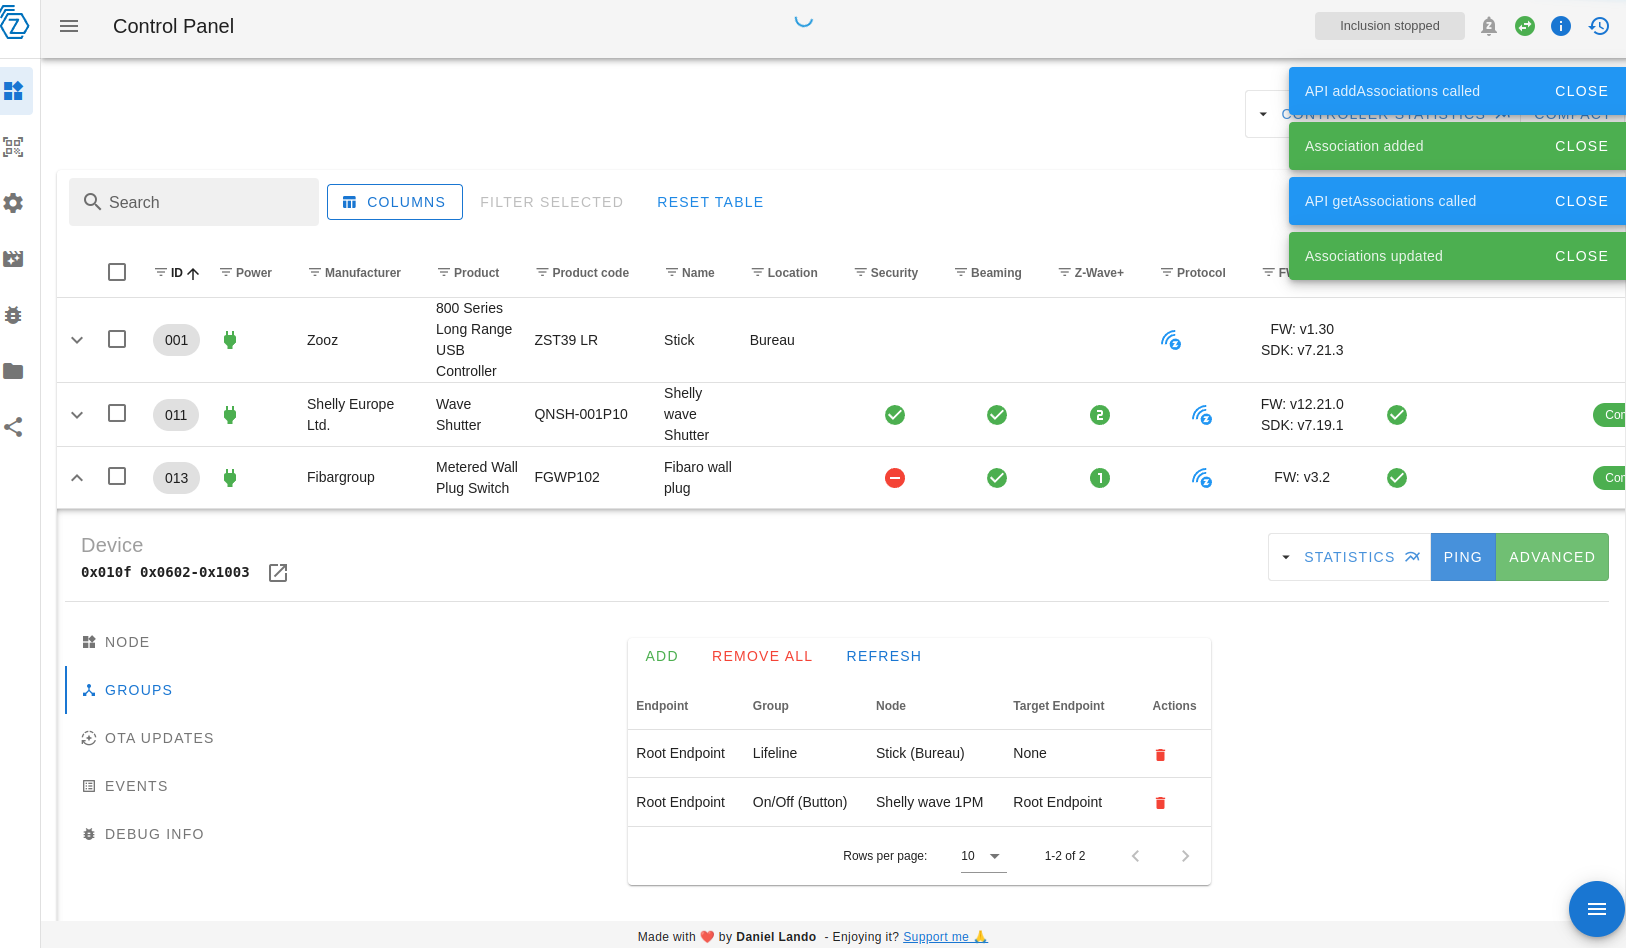 Control Panel
Inclusion stopped
API addAssociations called CLOSE
CONTROLLER STATISTICS COMPACT
Association added CLOSE
API getAssociations called CLOSE
Associations updated CLOSE
Search
COLUMNS
FILTER SELECTED
RESET TABLE
ID Power Manufacturer Product Product code Name Location Security Beaming Z-Wave+ Protocol
001 Zooz 800 Series Long Range USB Controller ZST39 LR Stick Bureau FW: v1.30 SDK: v7.21.3
011 Shelly Europe Ltd. Wave Shutter QNSH-001P10 Shelly wave Shutter 2 FW: v12.21.0 SDK: v7.19.1
013 Fibargroup Metered Wall Plug Switch FGWP102 Fibaro wall plug 1 FW: v3.2
Device
0x010f 0x0602-0x1003
STATISTICS PING ADVANCED
NODE
GROUPS
OTA UPDATES
EVENTS
DEBUG INFO
ADD REMOVE ALL REFRESH
Endpoint Group Node Target Endpoint Actions
Root Endpoint Lifeline Stick (Bureau) None
Root Endpoint On/Off (Button) Shelly wave 1PM Root Endpoint
Rows per page: 10 1-2 of 2
Made with ❤️ by Daniel Lando - Enjoying it? Support me 🙏